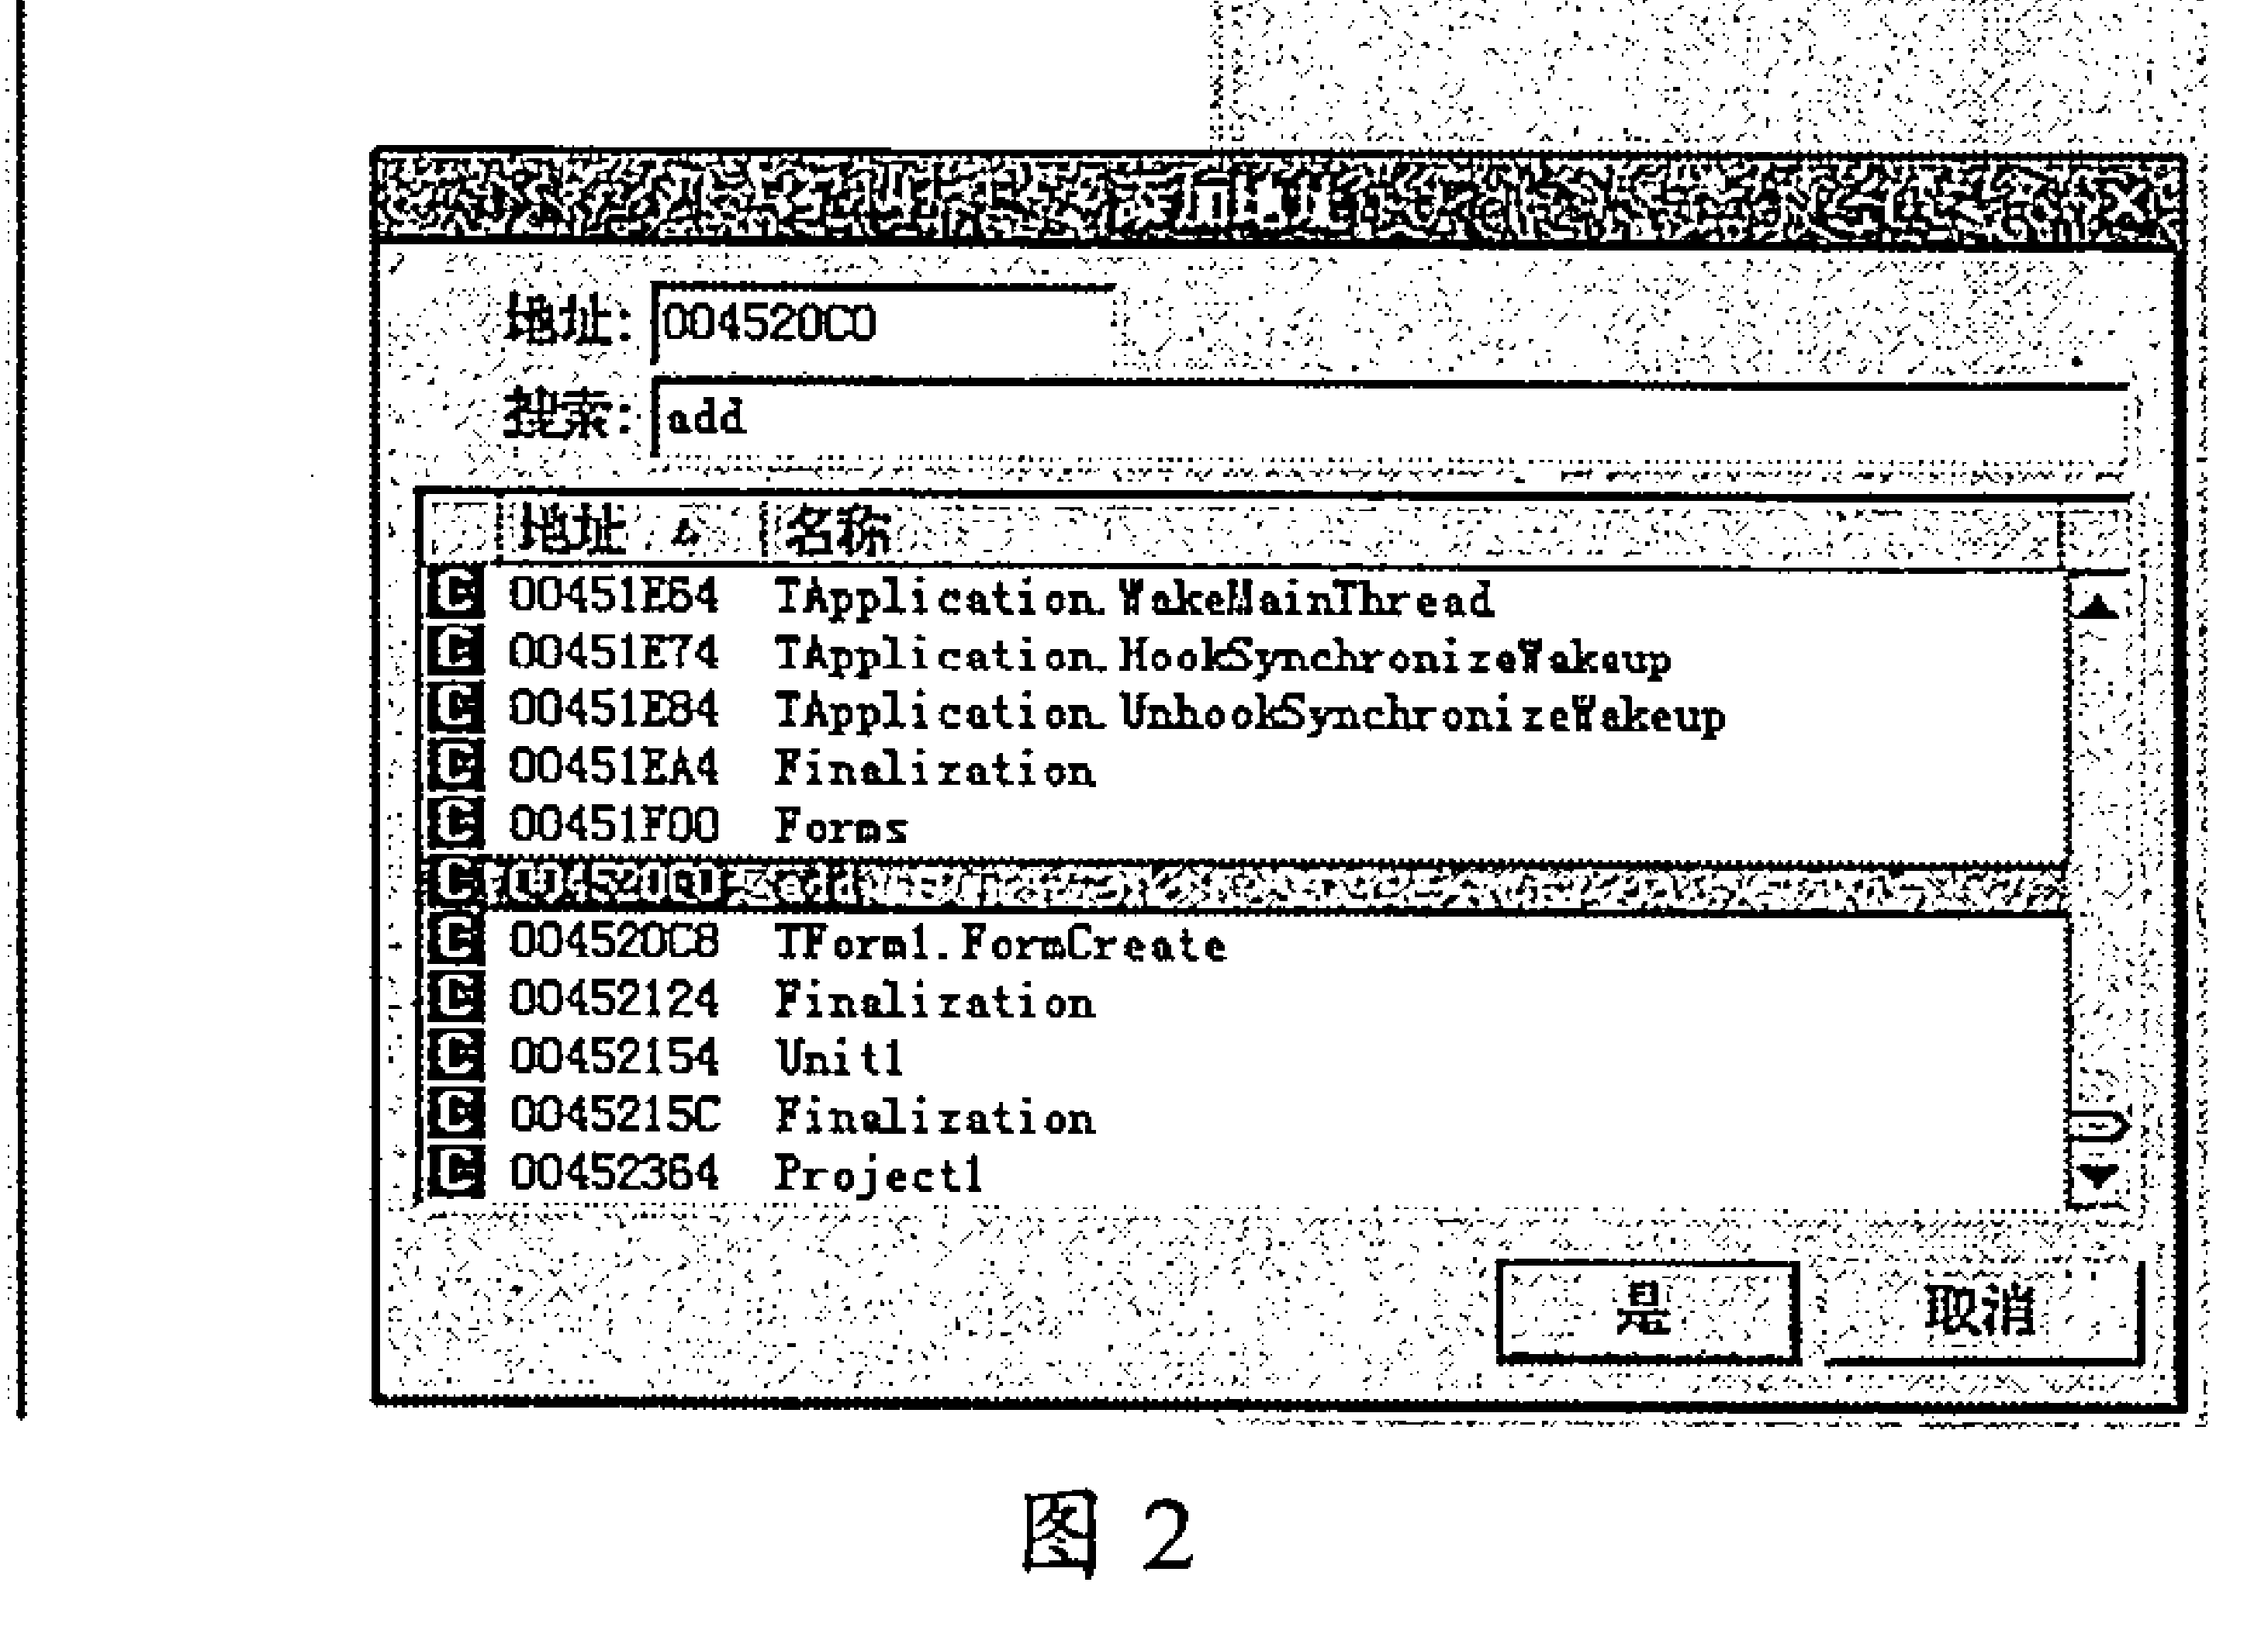 地址: 004520C0
搜索: add
地址 名称
C 00451E64 TApplication.WakeMainThread
C 00451E74 TApplication.HookSynchronizeWakeup
C 00451E84 TApplication.UnhookSynchronizeWakeup
C 00451EA4 Finalization
C 00451F00 Forms
C 004520C0 add
C 004520C8 TForm1.FormCreate
C 00452124 Finalization
C 00452154 Unit1
C 0045215C Finalization
C 00452364 Project1
是 取消
图 2